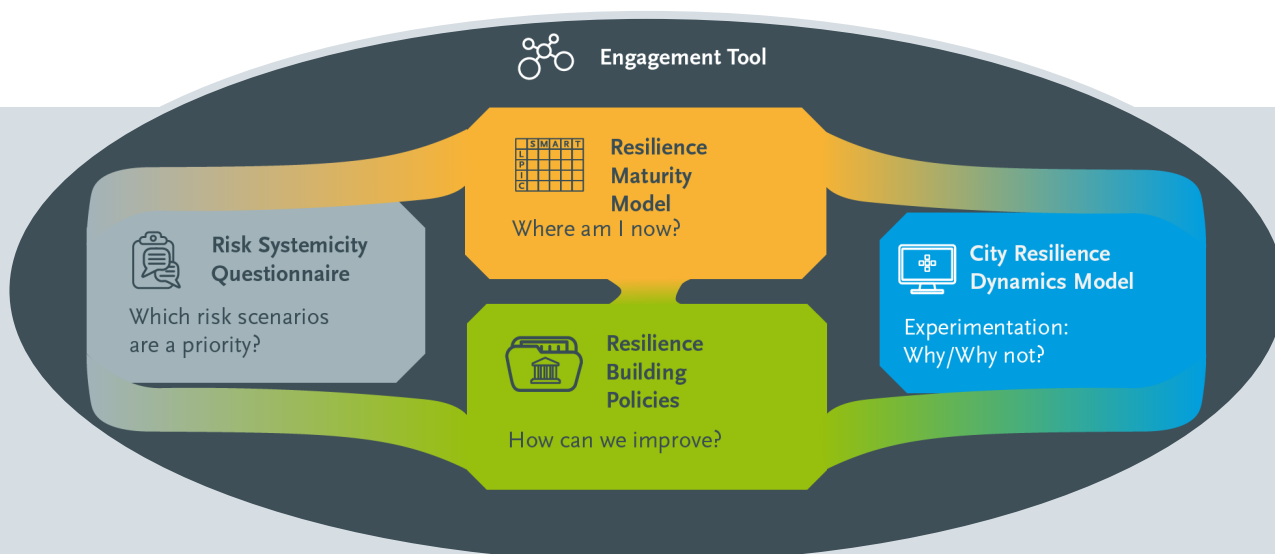 Engagement Tool
S M A R T
L
P
I
C
Resilience
Maturity
Model
Where am I now?
Risk Systemicity
Questionnaire
Which risk scenarios
are a priority?
City Resilience
Dynamics Model
Experimentation:
Why/Why not?
Resilience
Building
Policies
How can we improve?